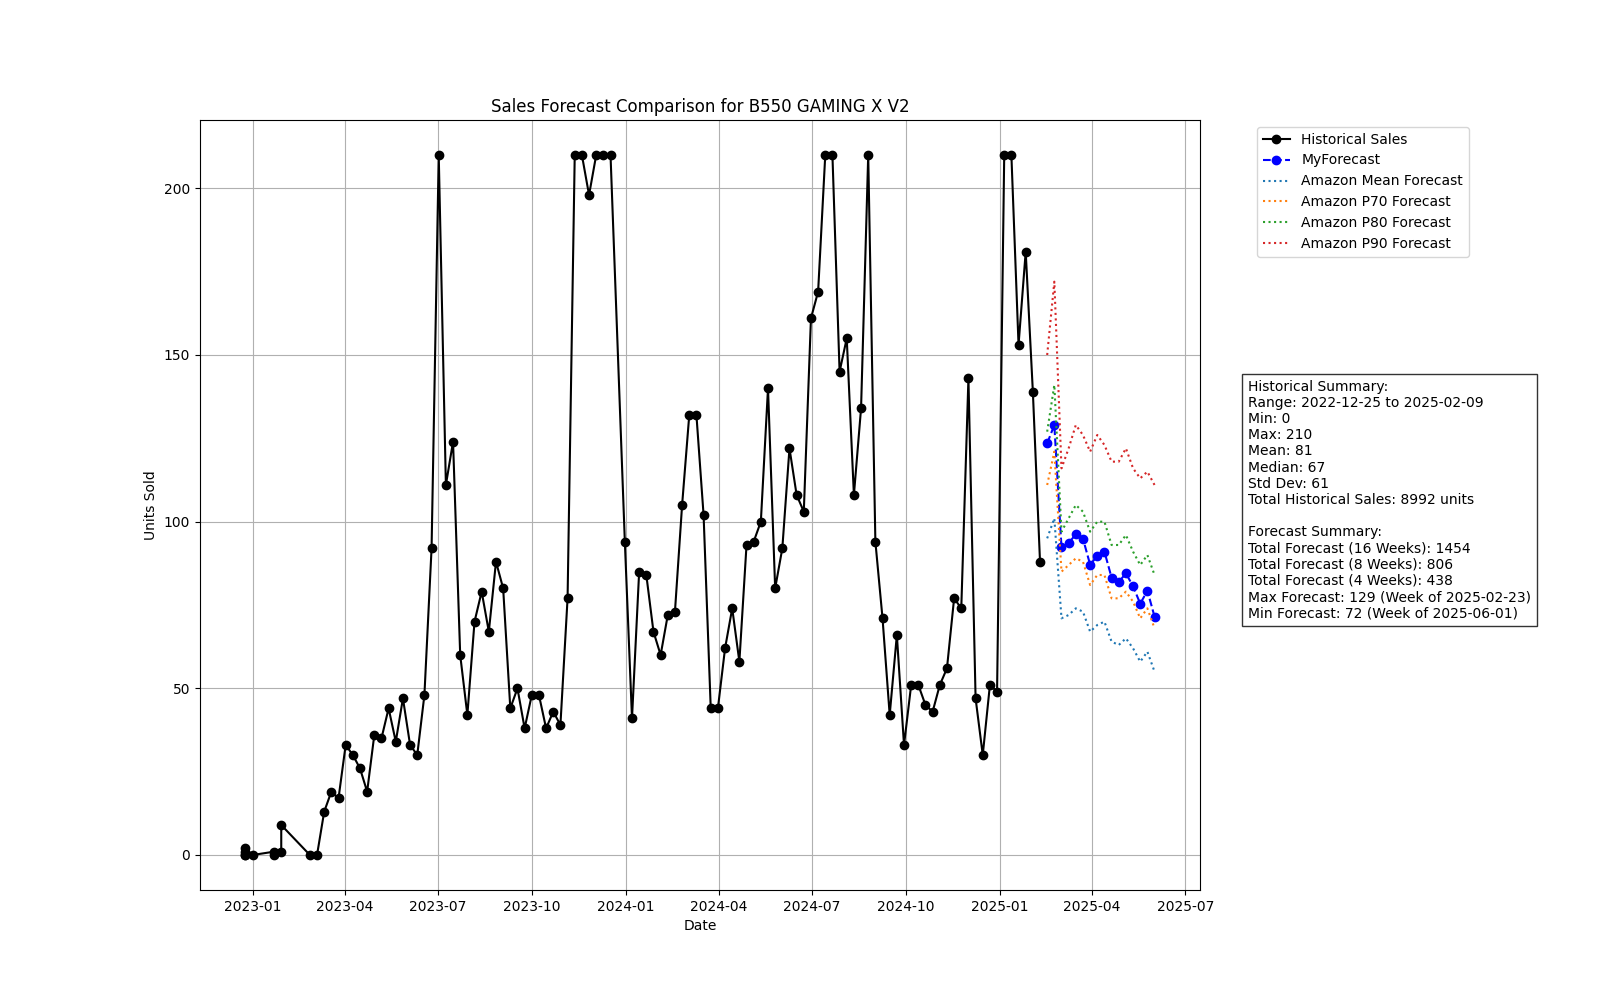 Sales Forecast Comparison for B550 GAMING X V2
Units Sold
200
150
100
50
0
2023-01
2023-04
2023-07
2023-10
2024-01
2024-04
2024-07
2024-10
2025-01
2025-04
2025-07
Date
Historical Sales
MyForecast
Amazon Mean Forecast
Amazon P70 Forecast
Amazon P80 Forecast
Amazon P90 Forecast
Historical Summary:
Range: 2022-12-25 to 2025-02-09
Min: 0
Max: 210
Mean: 81
Median: 67
Std Dev: 61
Total Historical Sales: 8992 units
Forecast Summary:
Total Forecast (16 Weeks): 1454
Total Forecast (8 Weeks): 806
Total Forecast (4 Weeks): 438
Max Forecast: 129 (Week of 2025-02-23)
Min Forecast: 72 (Week of 2025-06-01)